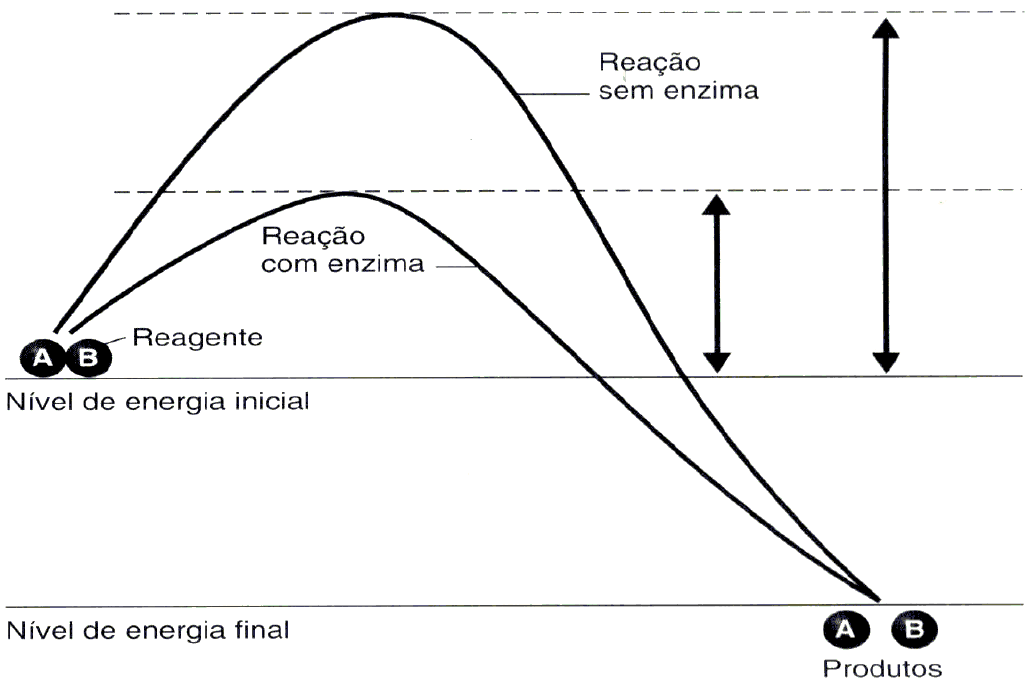 Reação
sem enzima
Reação
com enzima
A B Reagente
Nível de energia inicial
Nível de energia final
A B
Produtos